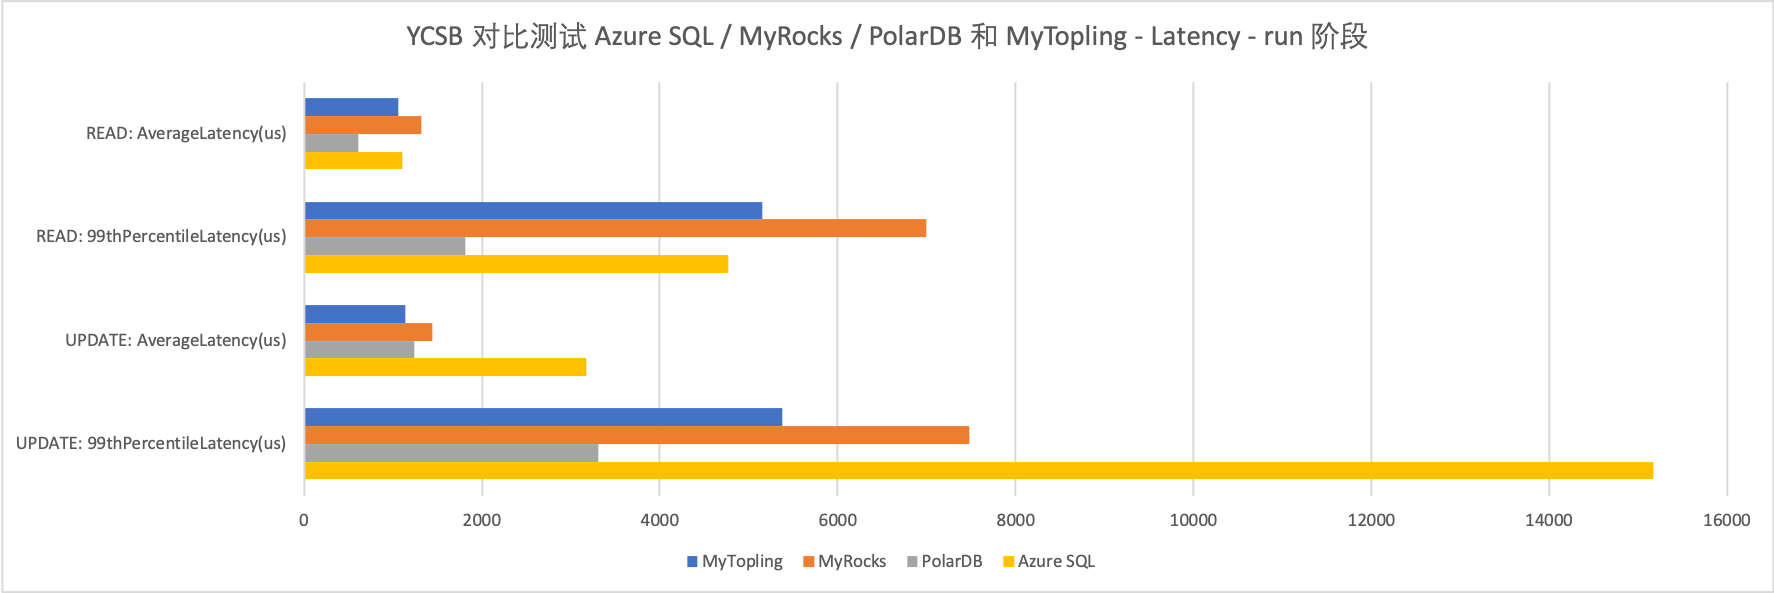 YCSB 对比测试 Azure SQL / MyRocks / PolarDB 和 MyTopling - Latency - run 阶段
READ: AverageLatency(us)
READ: 99thPercentileLatency(us)
UPDATE: AverageLatency(us)
UPDATE: 99thPercentileLatency(us)
0 2000 4000 6000 8000 10000 12000 14000 16000
MyTopling MyRocks PolarDB Azure SQL